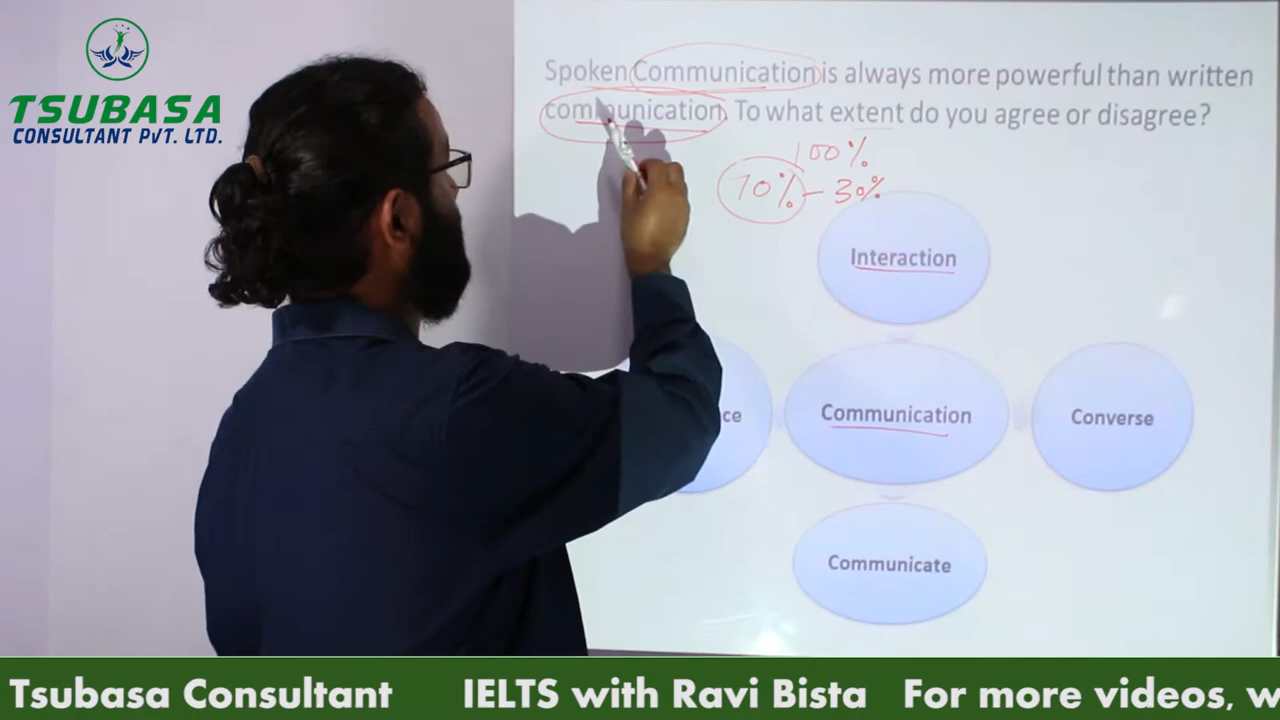 TSUBASA
CONSULTANT PVT. LTD.
Spoken Communication is always more powerful than written
communication. To what extent do you agree or disagree?
100%
70% - 30%
Interaction
ce
Communication
Converse
Communicate
Tsubasa Consultant IELTS with Ravi Bista For more videos, w